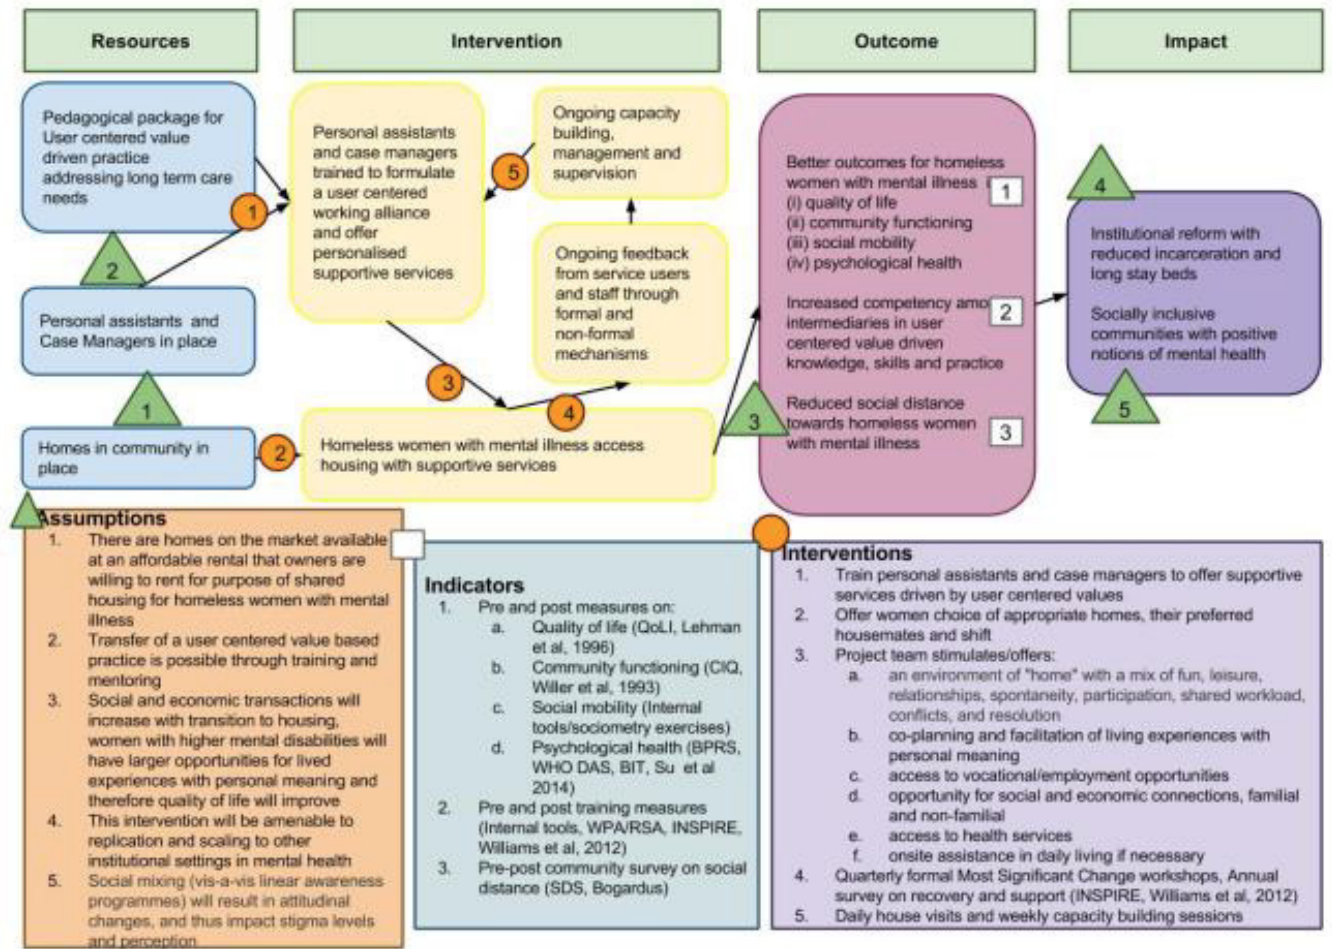 Resources
Intervention
Outcome
Impact
Pedagogical package for
User centered value
driven practice
addressing long term care
needs
1
2
Personal assistants and
Case Managers in place
1
Homes in community in
place
2
Personal assistants
and case managers
trained to formulate
a user centered
working alliance
and offer
personalised
supportive services
5
Ongoing capacity
building,
management and
supervision
Ongoing feedback
from service users
and staff through
formal and
non-formal
mechanisms
3
4
Homeless women with mental illness access
housing with supportive services
Better outcomes for homeless
women with mental illness
1
(i) quality of life
(ii) community functioning
(iii) social mobility
(iv) psychological health
Increased competency amo
2
intermediaries in user
centered value driven
knowledge, skills and practice
Reduced social distance
3
towards homeless women
3
with mental illness
4
Institutional reform with
reduced incarceration and
long stay beds
Socially inclusive
communities with positive
notions of mental health
5
Assumptions
1. There are homes on the market available
at an affordable rental that owners are
willing to rent for purpose of shared
housing for homeless women with mental
illness
2. Transfer of a user centered value based
practice is possible through training and
mentoring
3. Social and economic transactions will
increase with transition to housing,
women with higher mental disabilities will
have larger opportunities for lived
experiences with personal meaning and
therefore quality of life will improve
4. This intervention will be amenable to
replication and scaling to other
institutional settings in mental health
5. Social mixing (vis-a-vis linear awareness
programmes) will result in attitudinal
changes, and thus impact stigma levels
and perception
Indicators
1. Pre and post measures on:
a. Quality of life (QoLI, Lehman
et al, 1996)
b. Community functioning (CIQ,
Willer et al, 1993)
c. Social mobility (Internal
tools/sociometry exercises)
d. Psychological health (BPRS,
WHO DAS, BIT, Su et al
2014)
2. Pre and post training measures
(Internal tools, WPA/RSA, INSPIRE,
Williams et al, 2012)
3. Pre-post community survey on social
distance (SDS, Bogardus)
Interventions
1. Train personal assistants and case managers to offer supportive
services driven by user centered values
2. Offer women choice of appropriate homes, their preferred
housemates and shift
3. Project team stimulates/offers:
a. an environment of "home" with a mix of fun, leisure,
relationships, spontaneity, participation, shared workload,
conflicts, and resolution
b. co-planning and facilitation of living experiences with
personal meaning
c. access to vocational/employment opportunities
d. opportunity for social and economic connections, familial
and non-familial
e. access to health services
f. onsite assistance in daily living if necessary
4. Quarterly formal Most Significant Change workshops, Annual
survey on recovery and support (INSPIRE, Williams et al, 2012)
5. Daily house visits and weekly capacity building sessions